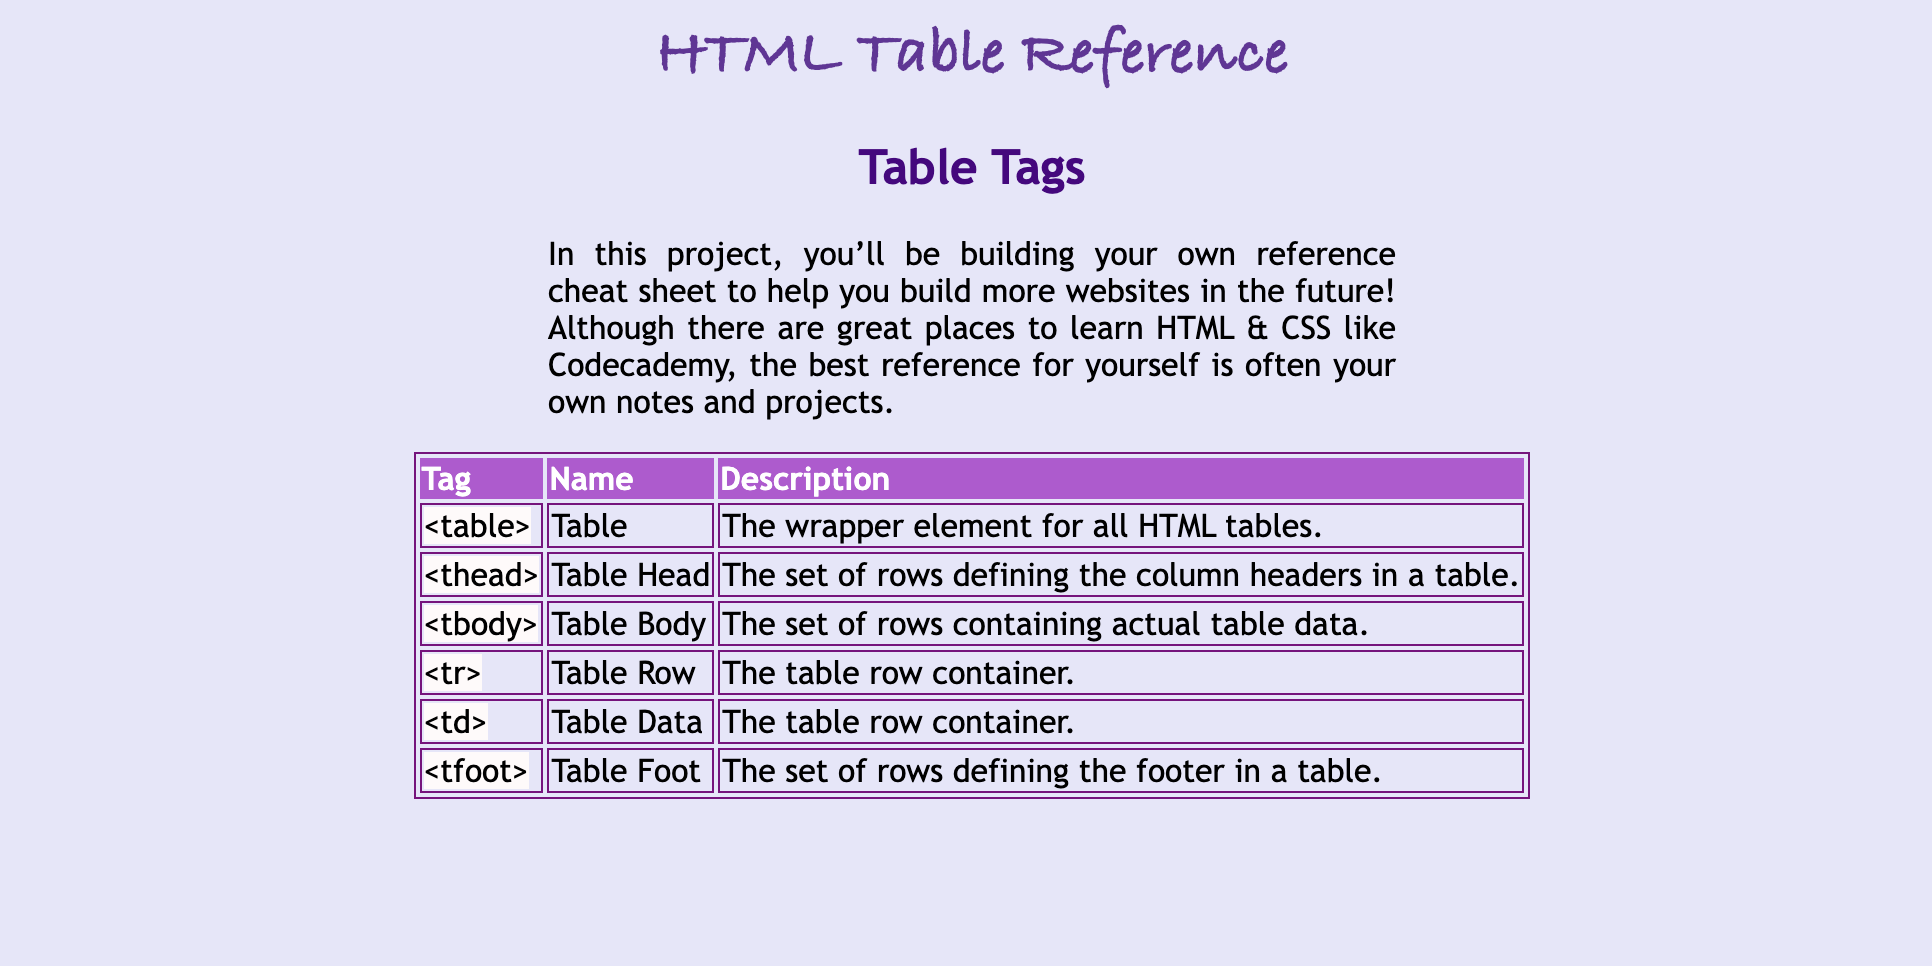 HTML Table Reference
Table Tags
In this project, you’ll be building your own reference
cheat sheet to help you build more websites in the future!
Although there are great places to learn HTML & CSS like
Codecademy, the best reference for yourself is often your
own notes and projects.
Tag Name Description
<table> Table The wrapper element for all HTML tables.
<thead> Table Head The set of rows defining the column headers in a table.
<tbody> Table Body The set of rows containing actual table data.
<tr> Table Row The table row container.
<td> Table Data The table row container.
<tfoot> Table Foot The set of rows defining the footer in a table.